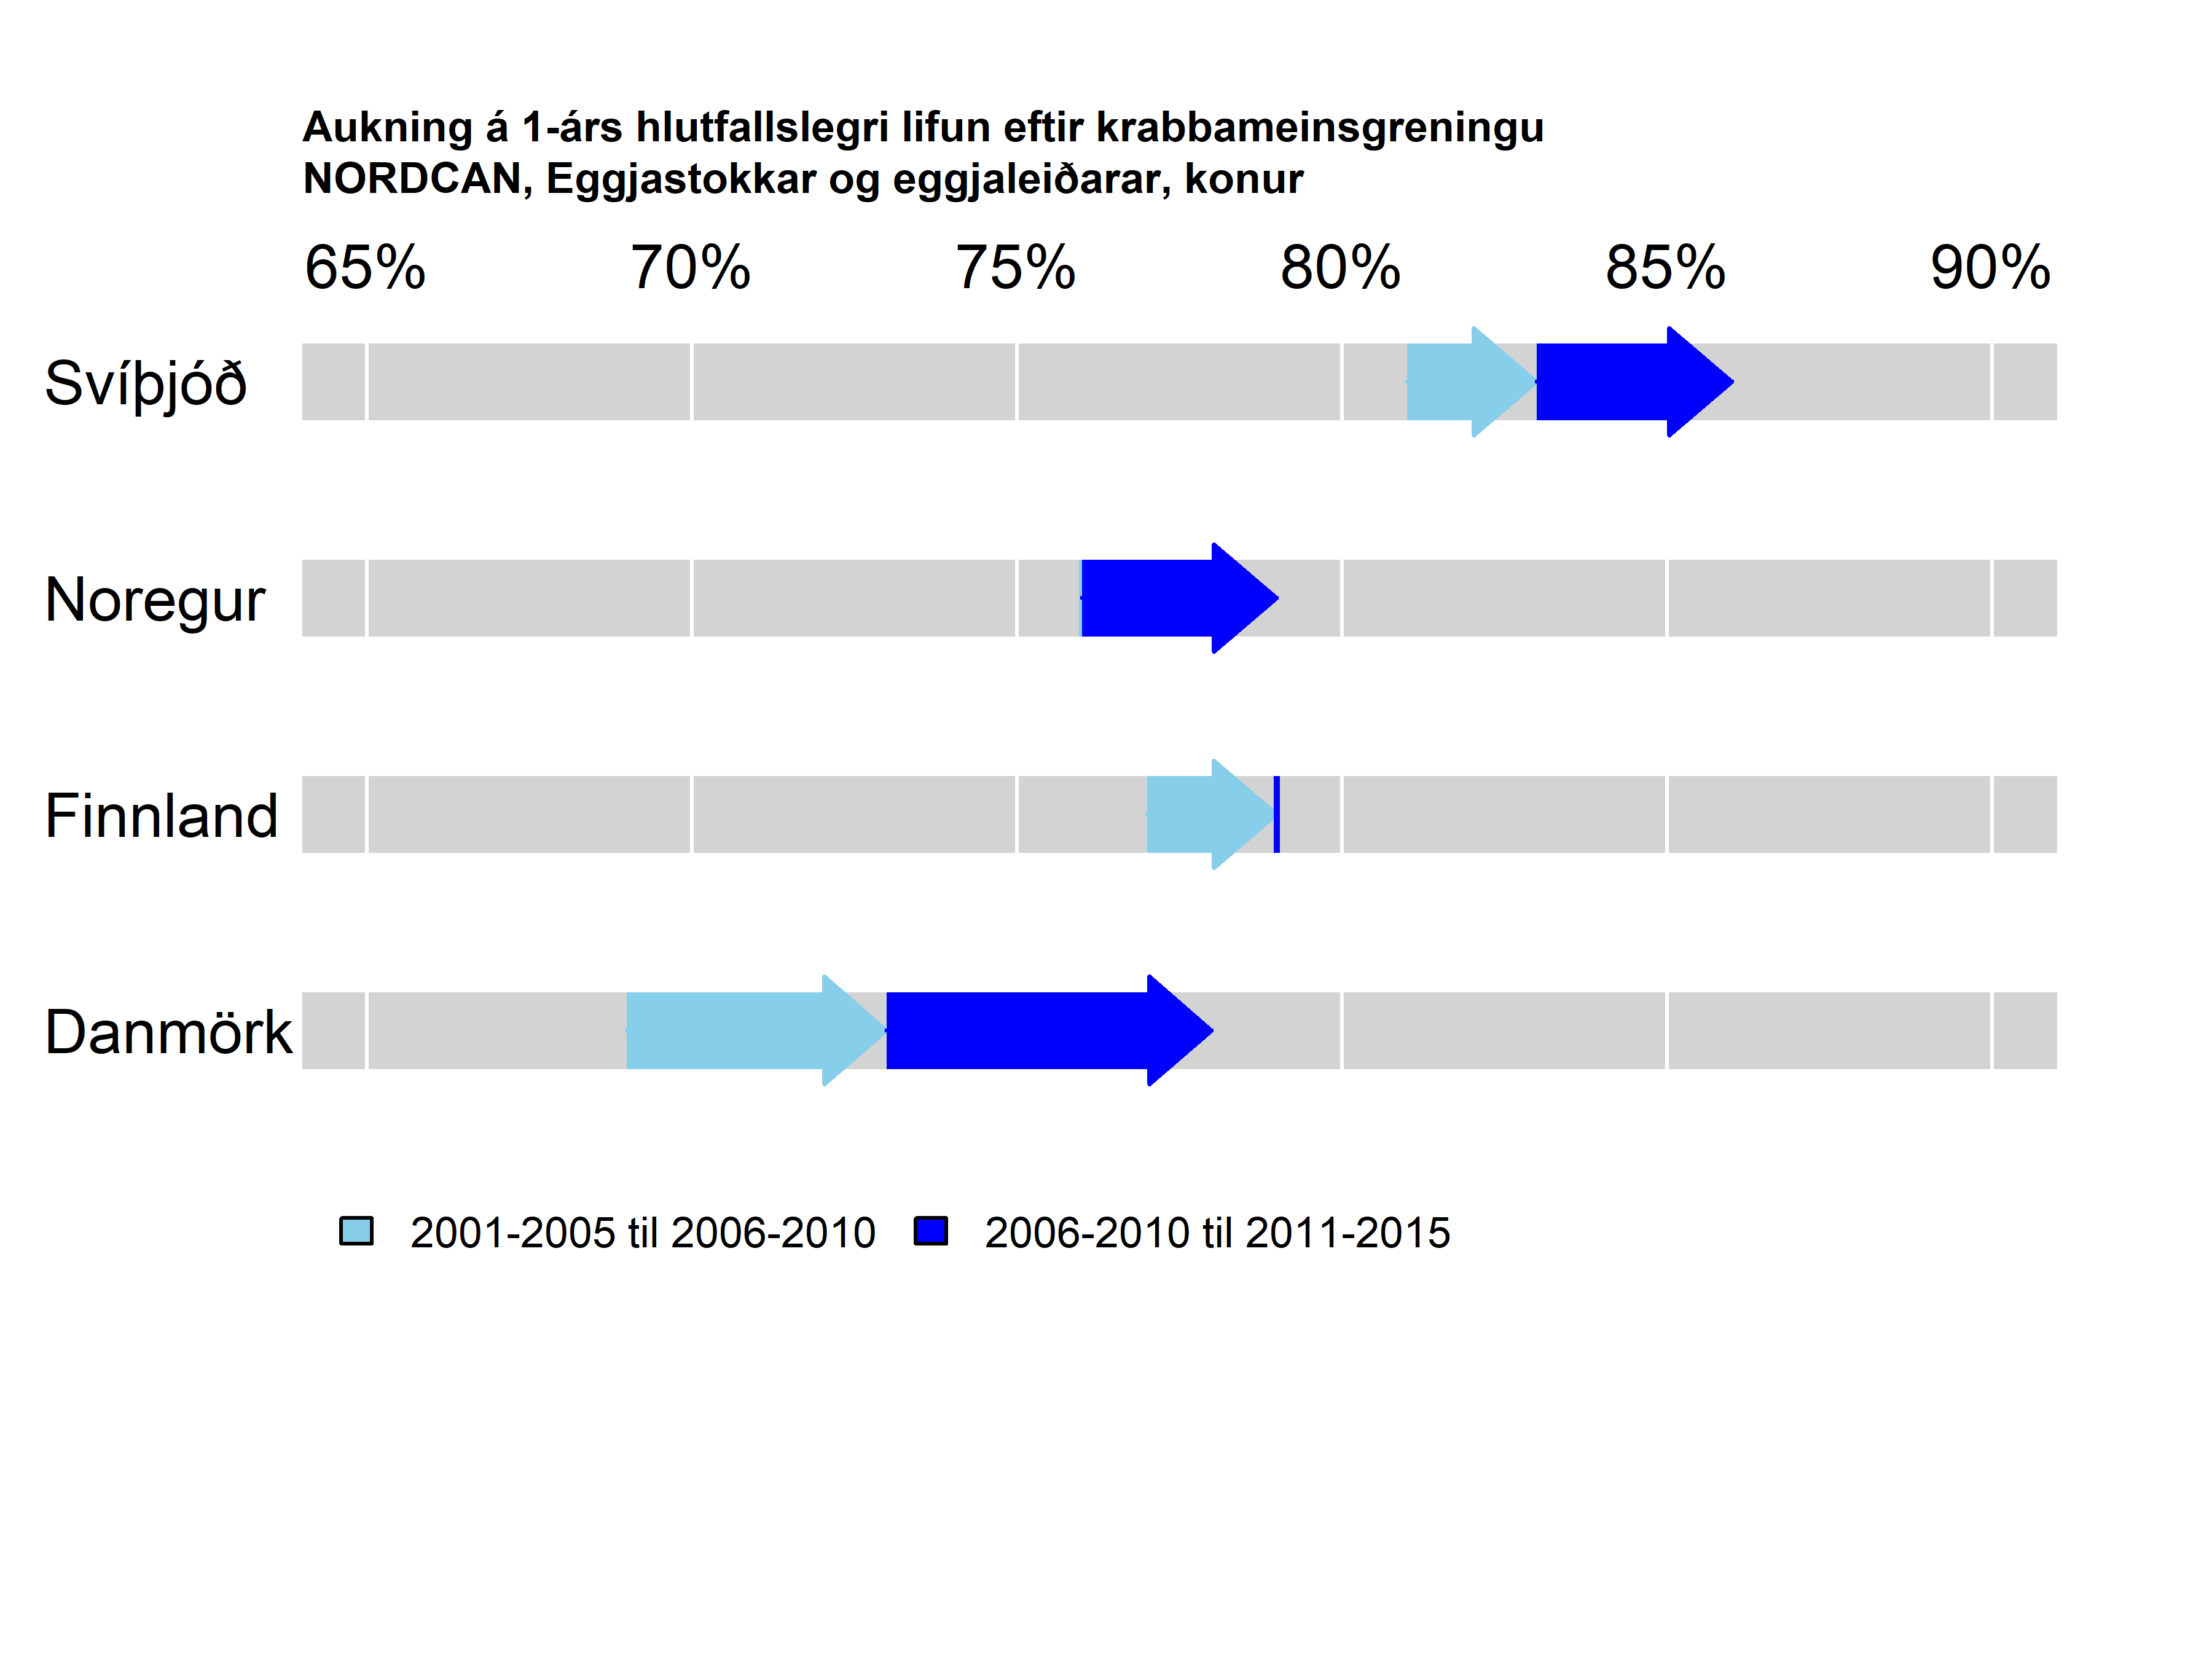 Aukning á 1-árs hlutfallslegri lifun eftir krabbameinsgreningu
NORDCAN, Eggjastokkar og eggjaleiðarar, konur
65% 70% 75% 80% 85% 90%
Svíþjóð
Noregur
Finnland
Danmörk
2001-2005 til 2006-2010 2006-2010 til 2011-2015